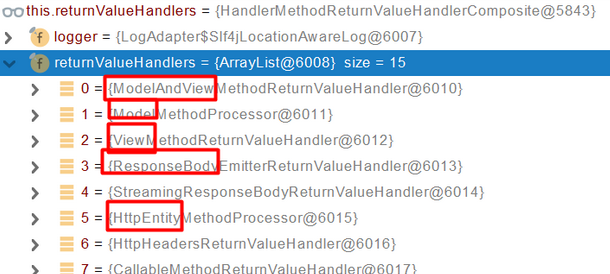 this.returnValueHandlers = {HandlerMethodReturnValueHandlerComposite@5843}
logger = {LogAdapter$Slf4jLocationAwareLog@6007}
returnValueHandlers = {ArrayList@6008} size = 15
0 = {ModelAndViewMethodReturnValueHandler@6010}
1 = {ModelMethodProcessor@6011}
2 = {ViewMethodReturnValueHandler@6012}
3 = {ResponseBodyEmitterReturnValueHandler@6013}
4 = {StreamingResponseBodyReturnValueHandler@6014}
5 = {HttpEntityMethodProcessor@6015}
6 = {HttpHeadersReturnValueHandler@6016}
7 = {CallableMethodReturnValueHandler@6017}